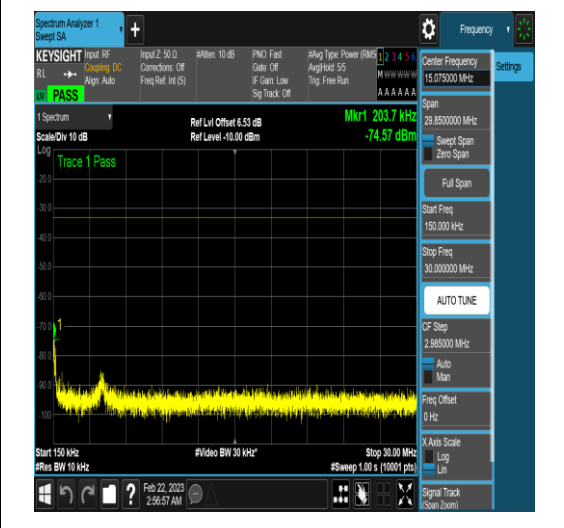 Spectrum Analyzer 1
Swept SA
+
Frequency
KEYSIGHT
RL
PASS
Input: RF
Coupling: DC
Align: Auto
Input Z: 50 Ω
Corrections: Off
Freq Ref: Int (S)
#Atten: 10 dB
PNO: Fast
Gate: Off
IF Gain: Low
Sig Track: Off
#Avg Type: Power (RMS
Avg|Hold: 5/5
Trig: Free Run
1 2 3 4 5 6
M W W W W W
A A A A A A
1 Spectrum
Scale/Div 10 dB
Ref Lvl Offset 6.53 dB
Ref Level -10.00 dBm
Mkr1 203.7 kHz
-74.57 dBm
Log
Trace 1 Pass
-20.0
-30.0
-40.0
-50.0
-60.0
-70.0
1
-80.0
-90.0
-100
Start 150 kHz
#Res BW 10 kHz
#Video BW 30 kHz*
Stop 30.00 MHz
#Sweep 1.00 s (10001 pts)
?
Feb 22, 2023
2:56:57 AM
Center Frequency
15.075000 MHz
Settings
Span
29.8500000 MHz
Swept Span
Zero Span
Full Span
Start Freq
150.000 kHz
Stop Freq
30.000000 MHz
AUTO TUNE
CF Step
2.985000 MHz
Auto
Man
Freq Offset
0 Hz
X Axis Scale
Log
Lin
Signal Track
(Span Zoom)